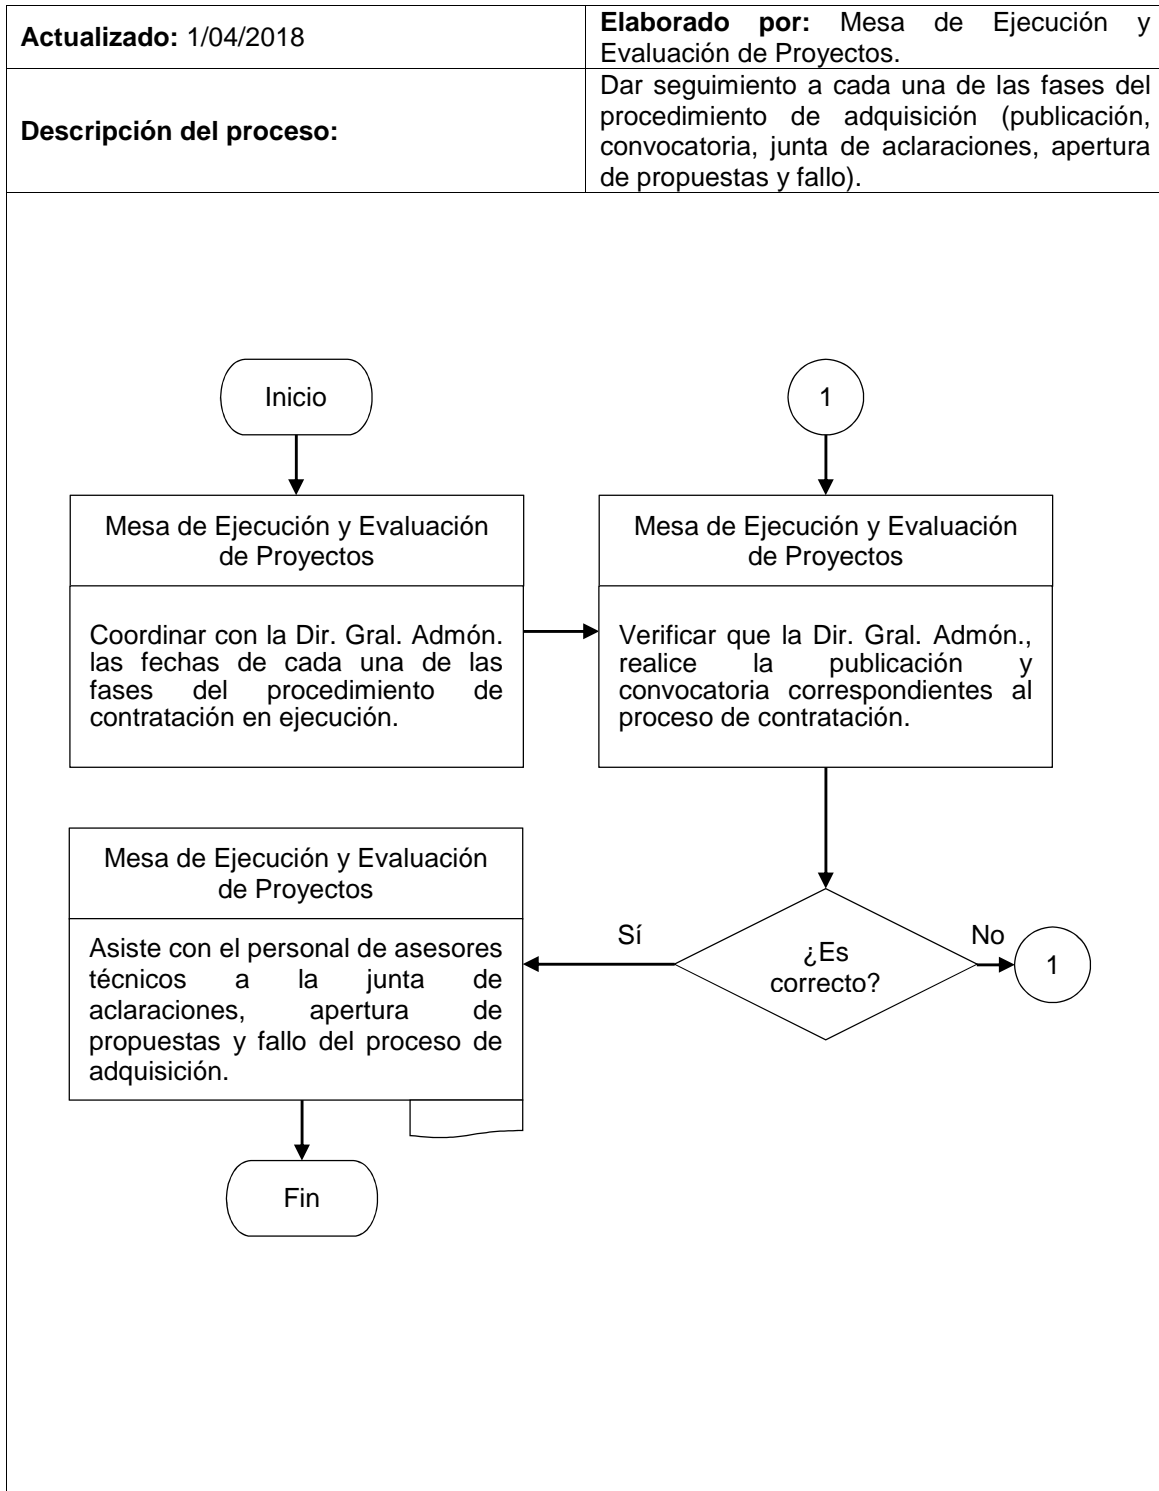 Actualizado: 1/04/2018
Elaborado por: Mesa de Ejecución y
Evaluación de Proyectos.
Descripción del proceso:
Dar seguimiento a cada una de las fases del
procedimiento de adquisición (publicación,
convocatoria, junta de aclaraciones, apertura
de propuestas y fallo).
Inicio
Mesa de Ejecución y Evaluación
de Proyectos
Coordinar con la Dir. Gral. Admón.
las fechas de cada una de las
fases del procedimiento de
contratación en ejecución.
1
Mesa de Ejecución y Evaluación
de Proyectos
Verificar que la Dir. Gral. Admón.,
realice la publicación y
convocatoria correspondientes al
proceso de contratación.
¿Es
correcto?
No
1
Sí
Mesa de Ejecución y Evaluación
de Proyectos
Asiste con el personal de asesores
técnicos a la junta de
aclaraciones, apertura de
propuestas y fallo del proceso de
adquisición.
Fin